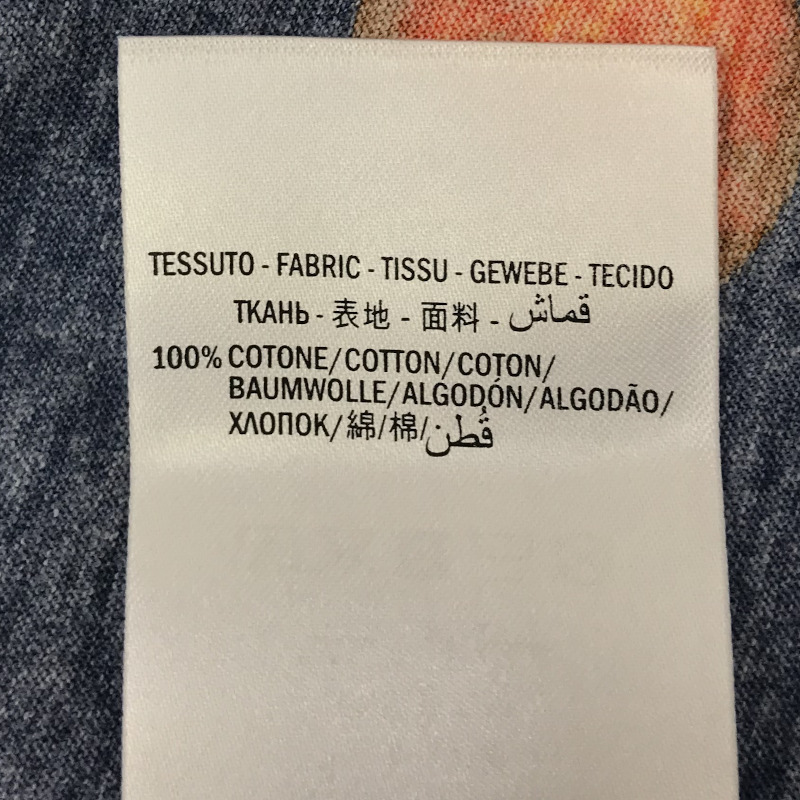 TESSUTO - FABRIC - TISSU - GEWEBE - TECIDO
ТКАНЬ - 表地 - 面料 - قماش
100% COTONE/COTTON/COTON/
BAUMWOLLE/ALGODÓN/ALGODÃO/
ХЛОПОК/綿/棉/قُطن